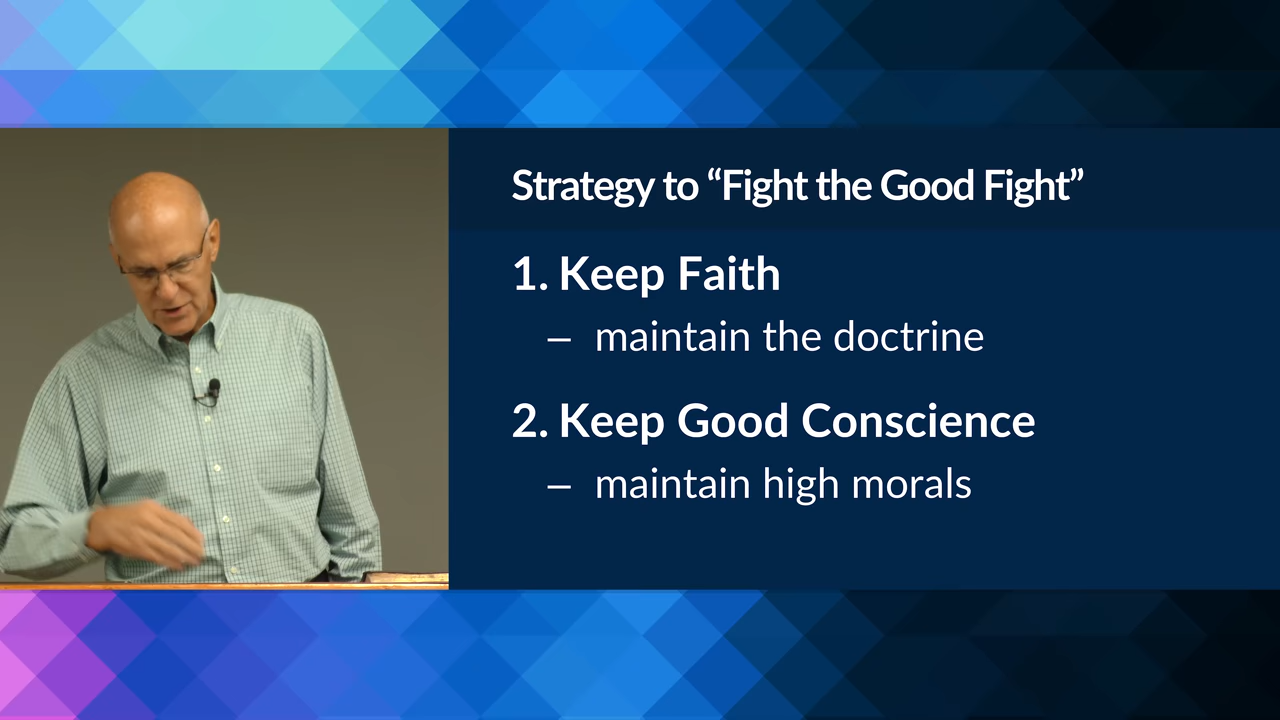 Strategy to “Fight the Good Fight”
1. Keep Faith
– maintain the doctrine
2. Keep Good Conscience
– maintain high morals